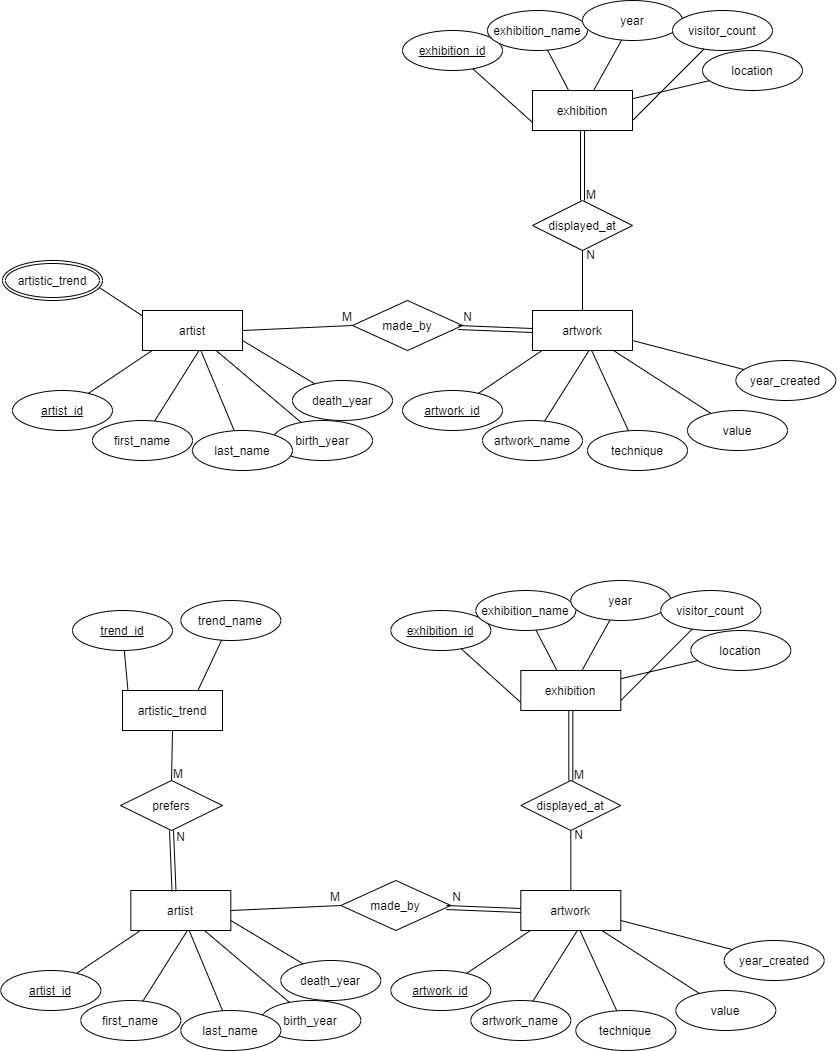 year
exhibition_name
visitor_count
exhibition_id
location
exhibition
M
displayed_at
N
artistic_trend
M
N
artist
made_by
artwork
year_created
death_year
artist_id
artwork_id
first_name
birth_year
artwork_name
value
last_name
technique
year
exhibition_name
visitor_count
trend_name
trend_id
exhibition_id
location
exhibition
artistic_trend
M
M
prefers
displayed_at
N
N
M
N
artist
made_by
artwork
year_created
death_year
artist_id
artwork_id
value
first_name
birth_year
artwork_name
last_name
technique